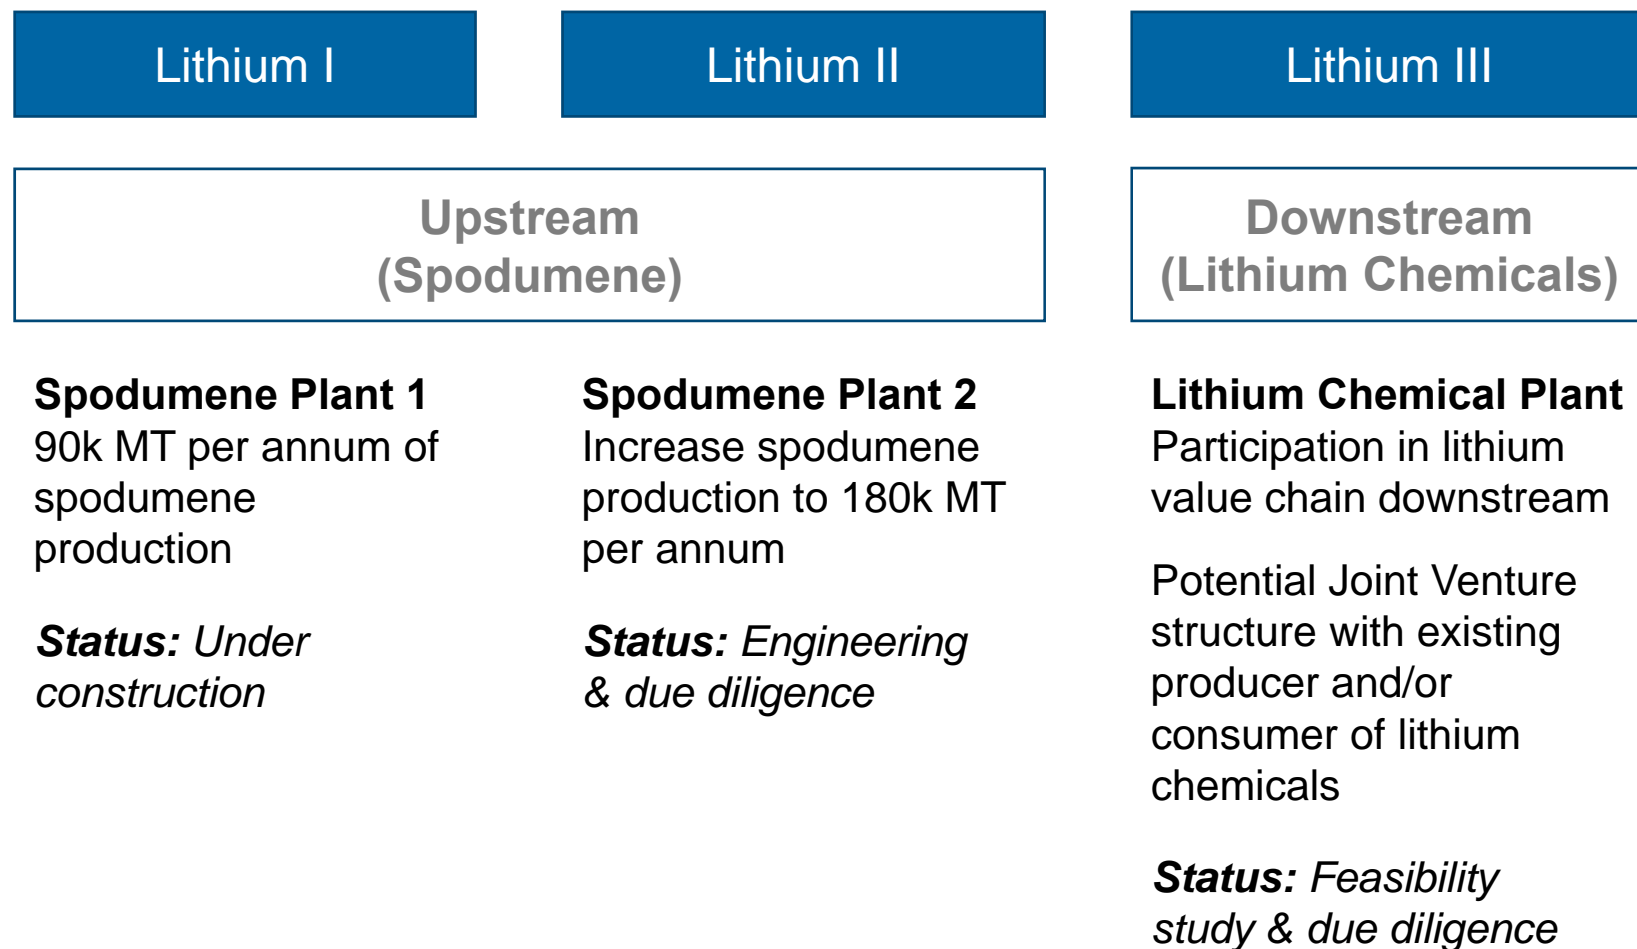 Lithium I
Lithium II
Lithium III
Upstream
(Spodumene)
Downstream
(Lithium Chemicals)
Spodumene Plant 1
90k MT per annum of
spodumene
production
Status: Under
construction
Spodumene Plant 2
Increase spodumene
production to 180k MT
per annum
Status: Engineering
& due diligence
Lithium Chemical Plant
Participation in lithium
value chain downstream
Potential Joint Venture
structure with existing
producer and/or
consumer of lithium
chemicals
Status: Feasibility
study & due diligence